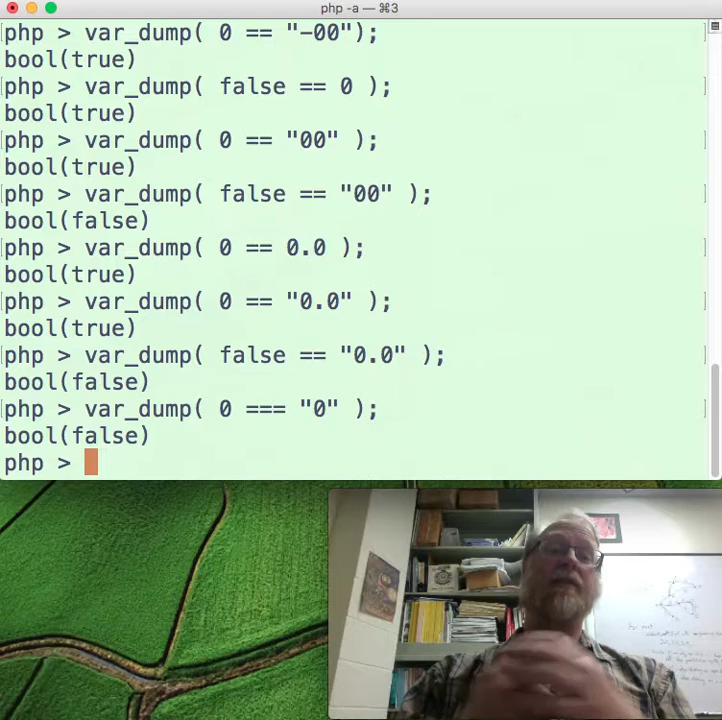 php -a — ⌘3
php > var_dump( 0 == "-00");
bool(true)
php > var_dump( false == 0 );
bool(true)
php > var_dump( 0 == "00" );
bool(true)
php > var_dump( false == "00" );
bool(false)
php > var_dump( 0 == 0.0 );
bool(true)
php > var_dump( 0 == "0.0" );
bool(true)
php > var_dump( false == "0.0" );
bool(false)
php > var_dump( 0 === "0" );
bool(false)
php >